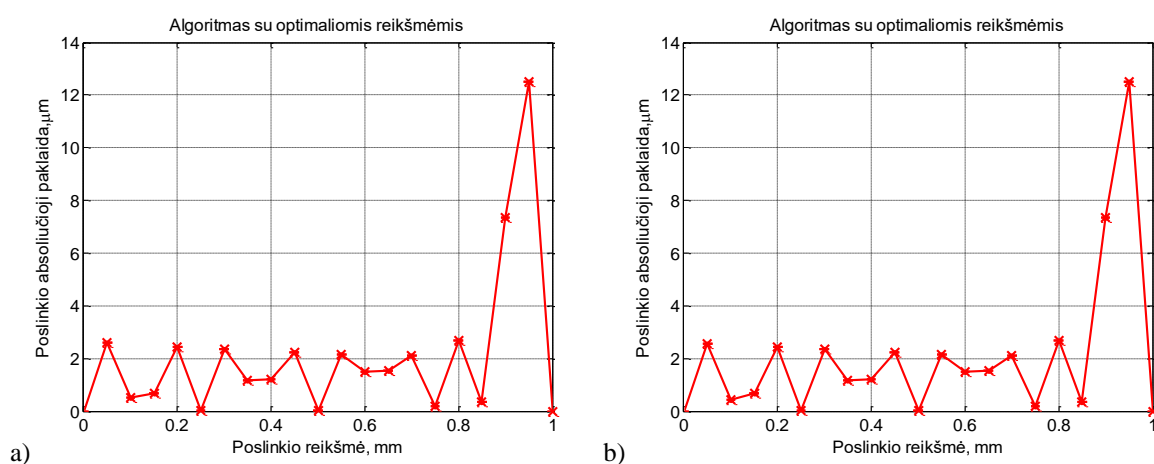 Algoritmas su optimaliomis reikšmėmis
14
12
10
8
6
4
2
0
Poslinkio absoliučioji paklaida,μm
0 0.2 0.4 0.6 0.8 1
Poslinkio reikšmė, mm
a)
Algoritmas su optimaliomis reikšmėmis
14
12
10
8
6
4
2
0
Poslinkio absoliučioji paklaida,μm
0 0.2 0.4 0.6 0.8 1
Poslinkio reikšmė, mm
b)